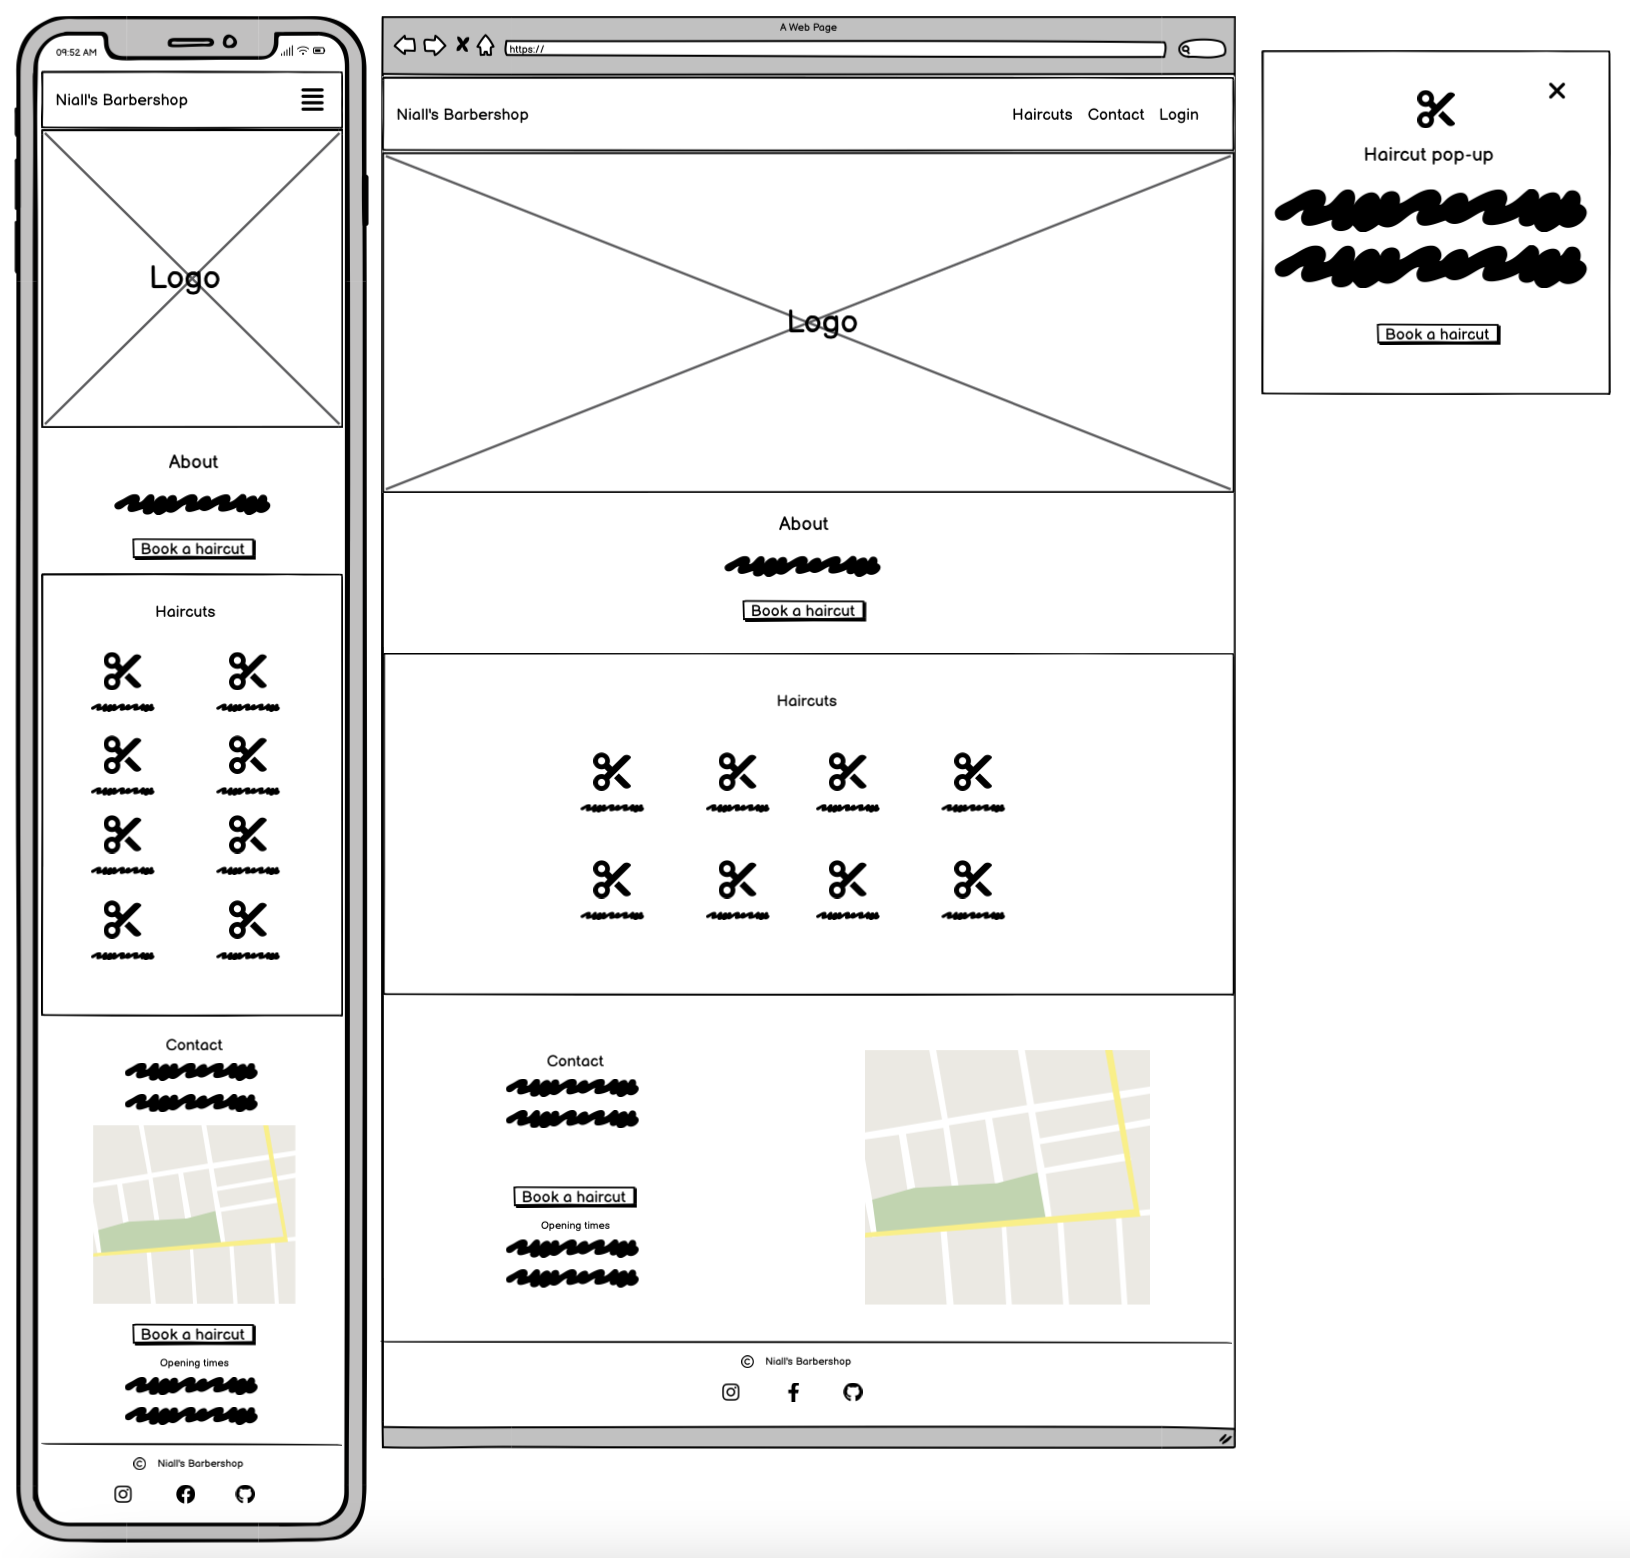 09:52 AM
Niall's Barbershop
Logo
About
Book a haircut
Haircuts
Contact
Book a haircut
Opening times
© Niall's Barbershop
A Web Page
https://
Niall's Barbershop
Haircuts Contact Login
Logo
About
Book a haircut
Haircuts
Contact
Book a haircut
Opening times
© Niall's Barbershop
Haircut pop-up
Book a haircut